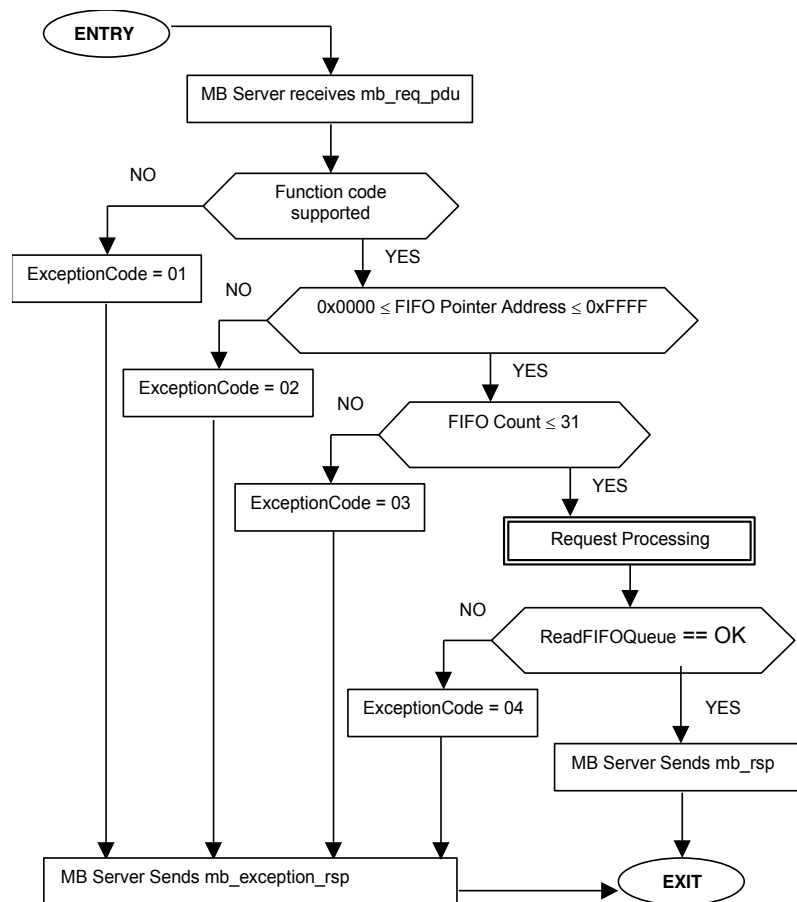 ENTRY
MB Server receives mb_req_pdu
NO
Function code
supported
YES
ExceptionCode = 01
NO
0x0000 ≤ FIFO Pointer Address ≤ 0xFFFF
YES
ExceptionCode = 02
NO
FIFO Count ≤ 31
YES
ExceptionCode = 03
Request Processing
NO
ReadFIFOQueue == OK
YES
ExceptionCode = 04
MB Server Sends mb_rsp
MB Server Sends mb_exception_rsp
EXIT